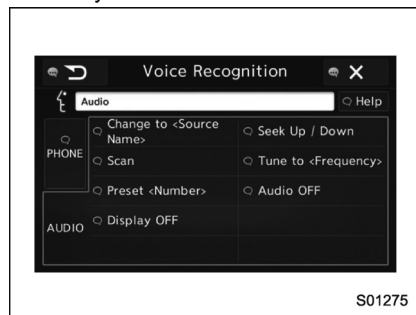 Voice Recognition
Audio
Help
PHONE
AUDIO
Change to <Source
Name>
Seek Up / Down
Scan
Tune to <Frequency>
Preset <Number>
Audio OFF
Display OFF
S01275